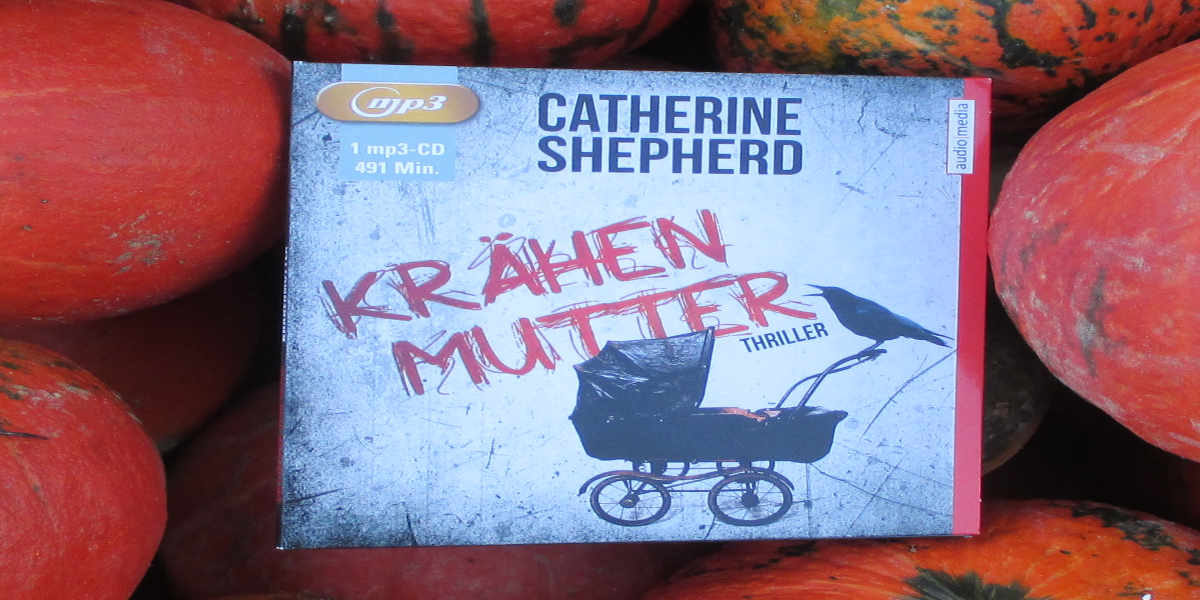 mp3
1 mp3-CD
491 Min.
CATHERINE
SHEPHERD
audio media
KRÄHEN
MUTTER
THRILLER